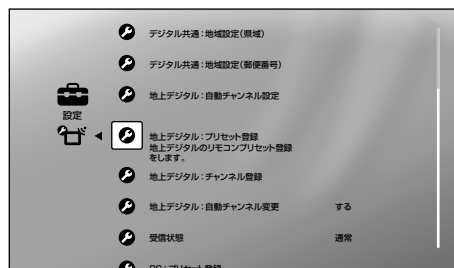 デジタル共通：地域設定（県域）
デジタル共通：地域設定（郵便番号）
地上デジタル：自動チャンネル設定
設定
地上デジタル：プリセット登録
地上デジタルのリモコンプリセット登録
をします。
地上デジタル：チャンネル登録
地上デジタル：自動チャンネル変更 する
受信状態 通常